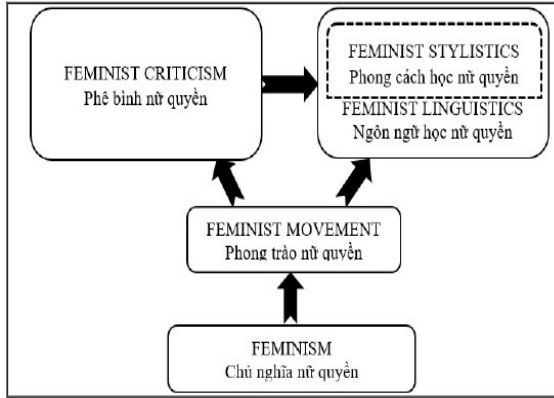 FEMINIST CRITICISM
Phê bình nữ quyền
FEMINIST STYLISTICS
Phong cách học nữ quyền
FEMINIST LINGUISTICS
Ngôn ngữ học nữ quyền
FEMINIST MOVEMENT
Phong trào nữ quyền
FEMINISM
Chủ nghĩa nữ quyền